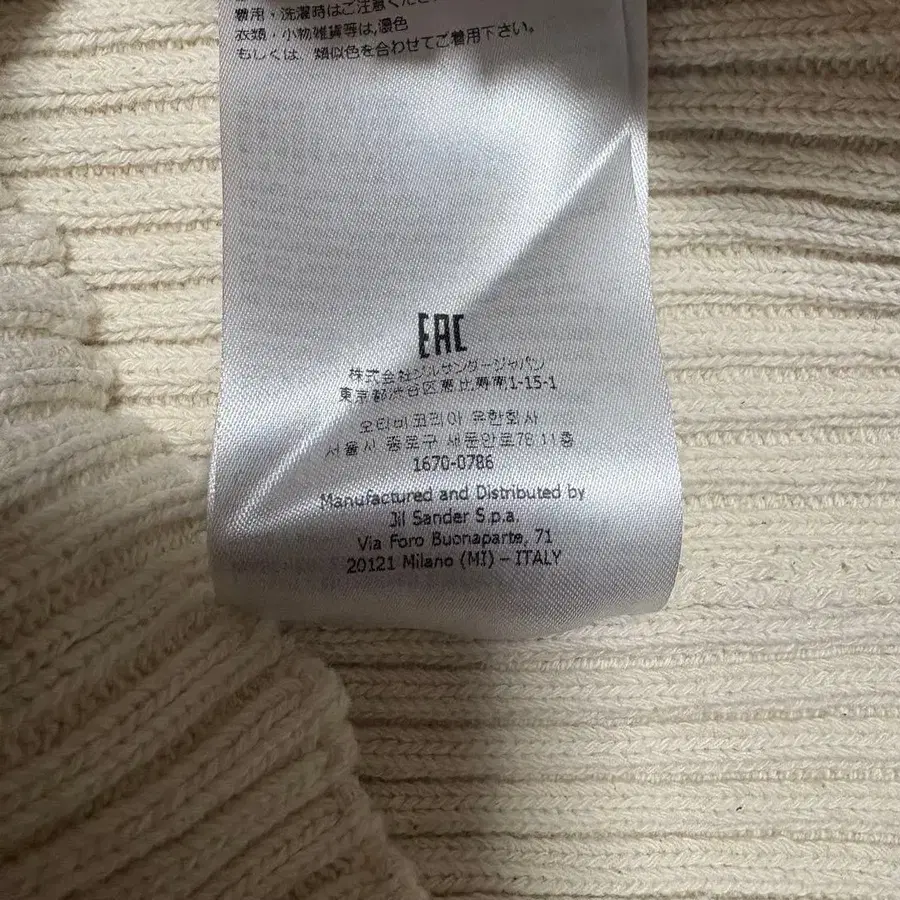 費用・洗濯時はご注意くださ
衣類・小物雑貨等は,濃色
もしくは、類似色を合わせてご着用下さい。
EAC
株式会社ジルサンダージャパン
東京都渋谷区恵比寿南1-15-1
오티비코리아 유한회사
서울시 종로구 새문안로76 11층
1670-0786
Manufactured and Distributed by
Jil Sander S.p.a.
Via Foro Buonaparte, 71
20121 Milano (MI) – ITALY